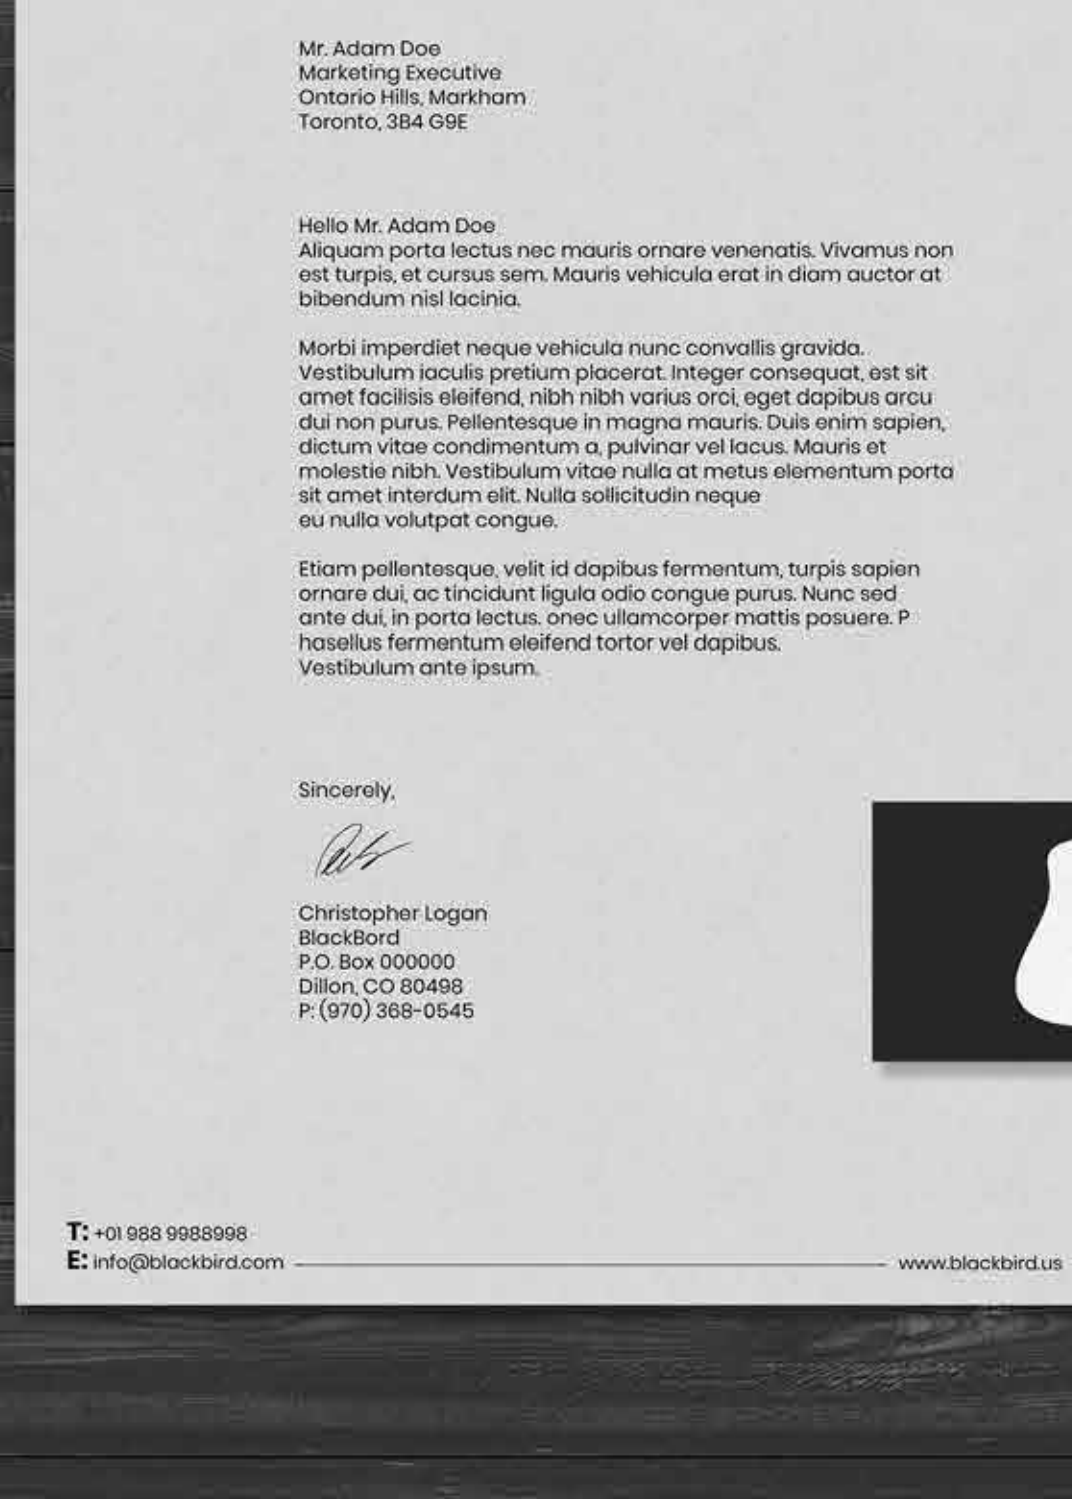 Mr. Adam Doe
Marketing Executive
Ontario Hills, Markham
Toronto, 3B4 G9E
Hello Mr. Adam Doe
Aliquam porta lectus nec mauris ornare venenatis. Vivamus non
est turpis, et cursus sem. Mauris vehicula erat in diam auctor at
bibendum nisl lacinia.
Morbi imperdiet neque vehicula nunc convallis gravida.
Vestibulum iaculis pretium placerat. Integer consequat, est sit
amet facilisis eleifend, nibh nibh varius orci, eget dapibus arcu
dui non purus. Pellentesque in magna mauris. Duis enim sapien,
dictum vitae condimentum a, pulvinar vel lacus. Mauris et
molestie nibh. Vestibulum vitae nulla at metus elementum porta
sit amet interdum elit. Nulla sollicitudin neque
eu nulla volutpat congue.
Etiam pellentesque, velit id dapibus fermentum, turpis sapien
ornare dui, ac tincidunt ligula odio congue purus. Nunc sed
ante dui, in porta lectus. onec ullamcorper mattis posuere. P
hasellus fermentum eleifend tortor vel dapibus.
Vestibulum ante ipsum.
Sincerely,
Christopher Logan
BlackBord
P.O. Box 000000
Dillon, CO 80498
P: (970) 368-0545
T: +01 988 9988998
E: info@blackbird.com
www.blackbird.us